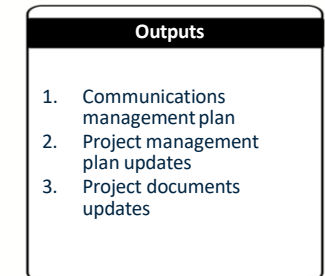 Outputs
1. Communications
management plan
2. Project management
plan updates
3. Project documents
updates